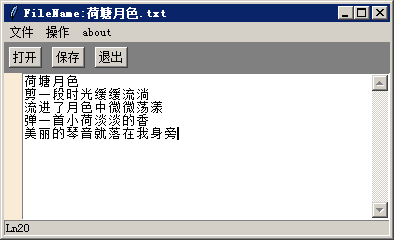 FileName:荷塘月色.txt
文件 操作 about
打开 保存 退出
荷塘月色
剪一段时光缓缓流淌
流进了月色中微微荡漾
弹一首小荷淡淡的香
美丽的琴音就落在我身旁
Ln20